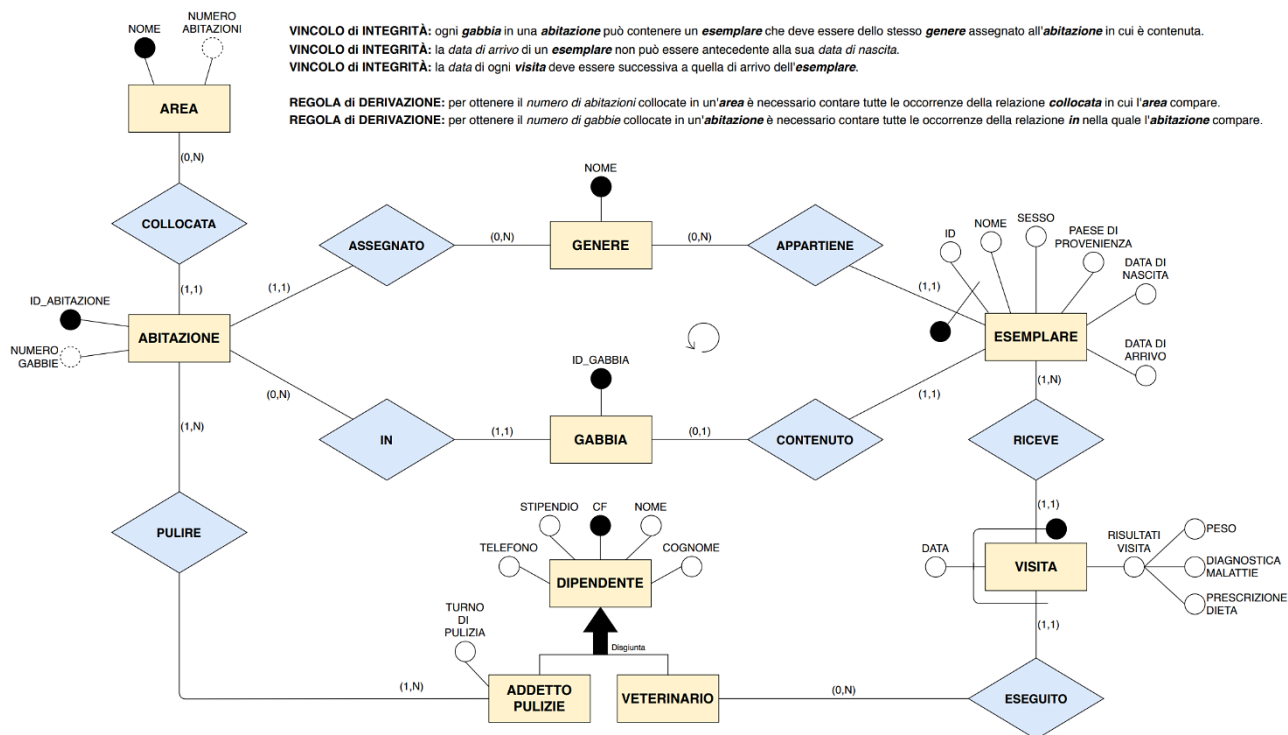 NOME
NUMERO
ABITAZIONI
VINCOLO di INTEGRITÀ: ogni gabbia in una abitazione può contenere un esemplare che deve essere dello stesso genere assegnato all'abitazione in cui è contenuta.
VINCOLO di INTEGRITÀ: la data di arrivo di un esemplare non può essere antecedente alla sua data di nascita.
VINCOLO di INTEGRITÀ: la data di ogni visita deve essere successiva a quella di arrivo dell'esemplare.
REGOLA di DERIVAZIONE: per ottenere il numero di abitazioni collocate in un'area è necessario contare tutte le occorrenze della relazione collocata in cui l'area compare.
REGOLA di DERIVAZIONE: per ottenere il numero di gabbie collocate in un'abitazione è necessario contare tutte le occorrenze della relazione in nella quale l'abitazione compare.
AREA
(0,N)
COLLOCATA
(1,1)
NOME
ASSEGNATO
(0,N)
GENERE
(0,N)
APPARTIENE
(1,1)
(1,1)
ID
NOME
SESSO
PAESE DI
PROVENIENZA
DATA DI
NASCITA
DATA DI
ARRIVO
ESEMPLARE
ID_ABITAZIONE
NUMERO
GABBIE
ABITAZIONE
(0,N)
(1,N)
ID_GABBIA
IN
(1,1)
GABBIA
(0,1)
CONTENUTO
(1,1)
(1,N)
RICEVE
(1,1)
PULIRE
STIPENDIO
CF
NOME
TELEFONO
COGNOME
DIPENDENTE
DATA
VISITA
RISULTATI
VISITA
PESO
DIAGNOSTICA
MALATTIE
PRESCRIZIONE
DIETA
(1,1)
TURNO
DI
PULIZIA
Disgiunta
(1,N)
ADDETTO
PULIZIE
VETERINARIO
(0,N)
ESEGUITO